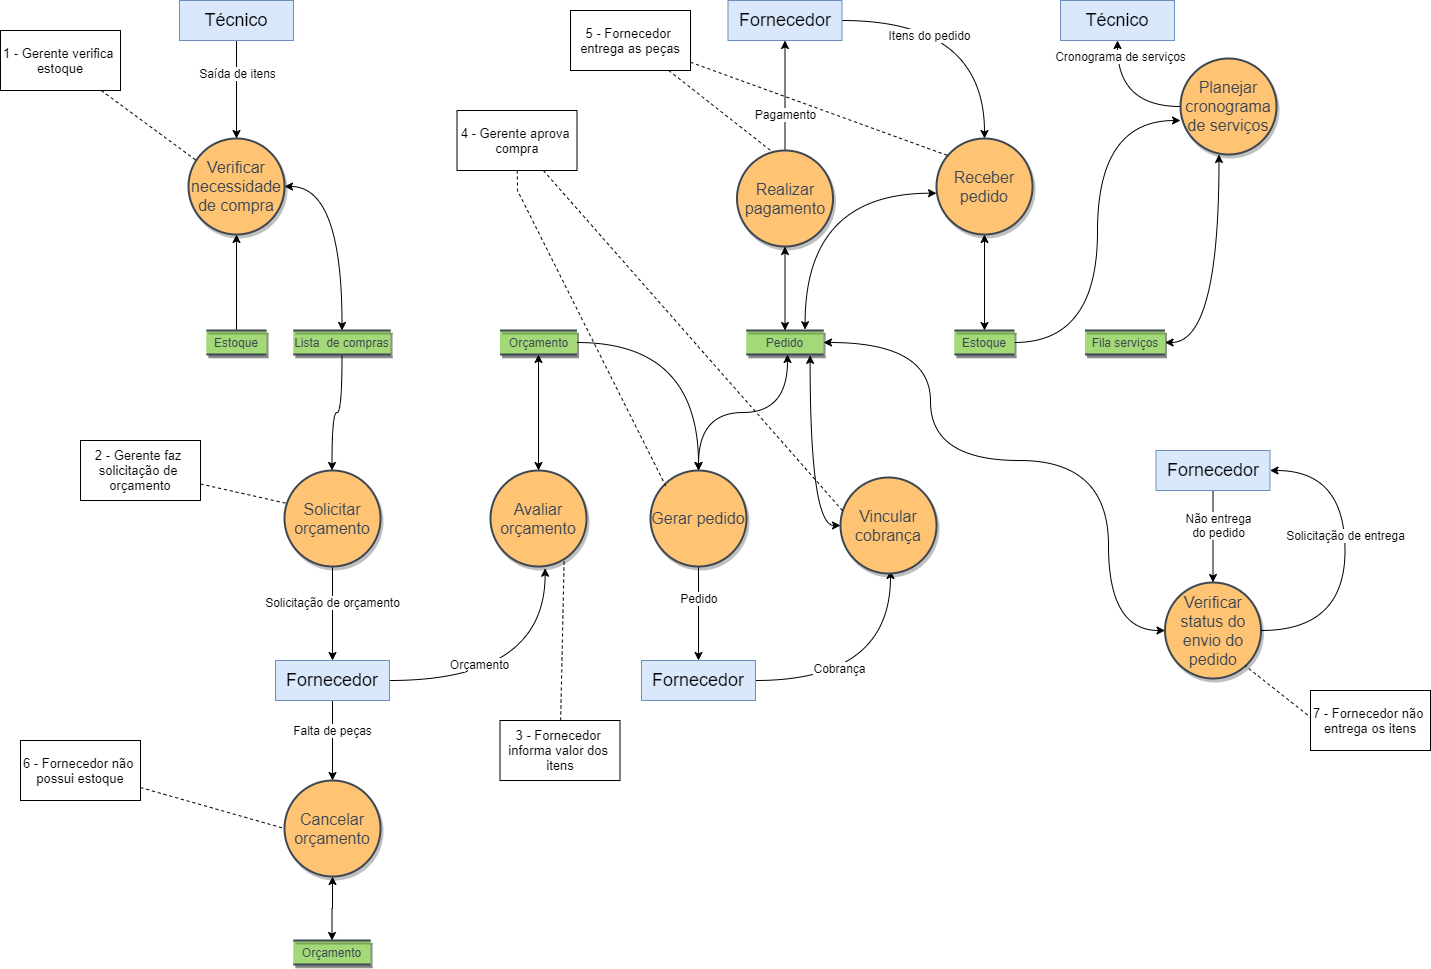 Técnico
Fornecedor
Técnico
1 - Gerente verifica
estoque
Saída de itens
5 - Fornecedor
entrega as peças
Itens do pedido
Cronograma de serviços
Planejar
cronograma
de serviços
Pagamento
4 - Gerente aprova
compra
Verificar
necessidade
de compra
Realizar
pagamento
Receber
pedido
Estoque
Lista  de compras
Orçamento
Pedido
Estoque
Fila serviços
2 - Gerente faz
solicitação de
orçamento
Solicitar
orçamento
Avaliar
orçamento
Gerar pedido
Vincular
cobrança
Fornecedor
Não entrega
do pedido
Solicitação de entrega
Solicitação de orçamento
Pedido
Verificar
status do
envio do
pedido
Fornecedor
Orçamento
Fornecedor
Cobrança
7 - Fornecedor não
entrega os itens
Falta de peças
3 - Fornecedor
informa valor dos
itens
6 - Fornecedor não
possui estoque
Cancelar
orçamento
Orçamento